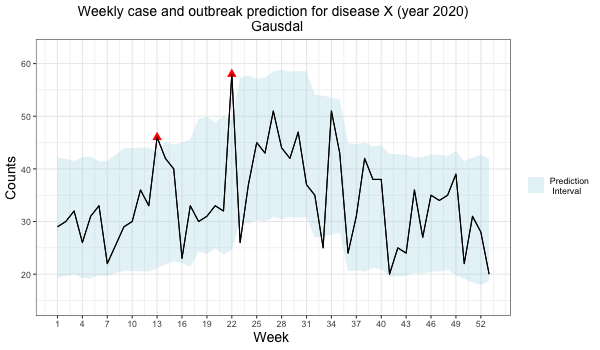 Weekly case and outbreak prediction for disease X (year 2020)
Gausdal
60
50
40
30
20
Counts
1 4 7 10 13 16 19 22 25 28 31 34 37 40 43 46 49 52
Week
Prediction
Interval